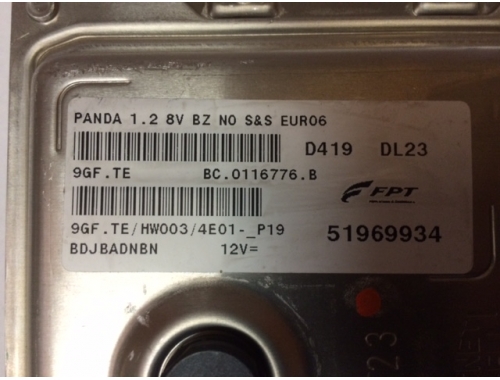 PANDA 1.2 8V BZ NO S&S EURO6
D419 DL23
9GF.TE BC.0116776.B
FPT
9GF.TE/HW003/4E01-_P19
51969934
BDJBADNBN 12V=
23